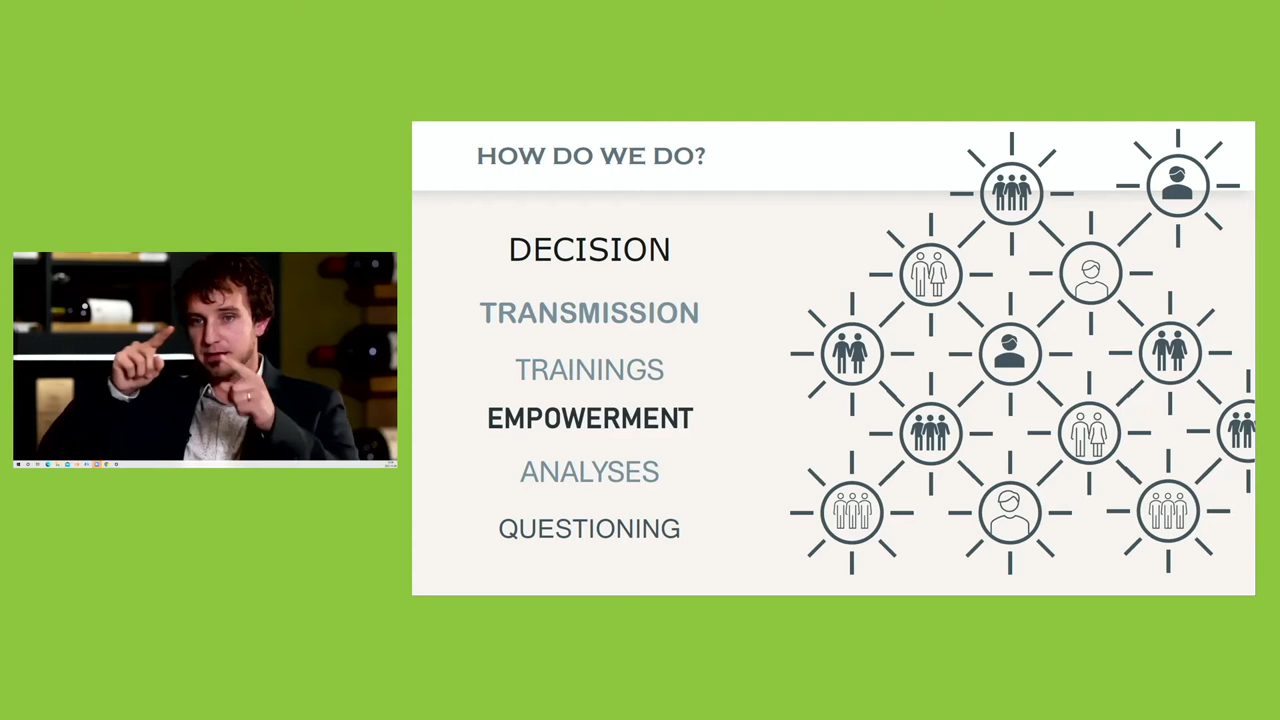 HOW DO WE DO?
DECISION
TRANSMISSION
TRAININGS
EMPOWERMENT
ANALYSES
QUESTIONING